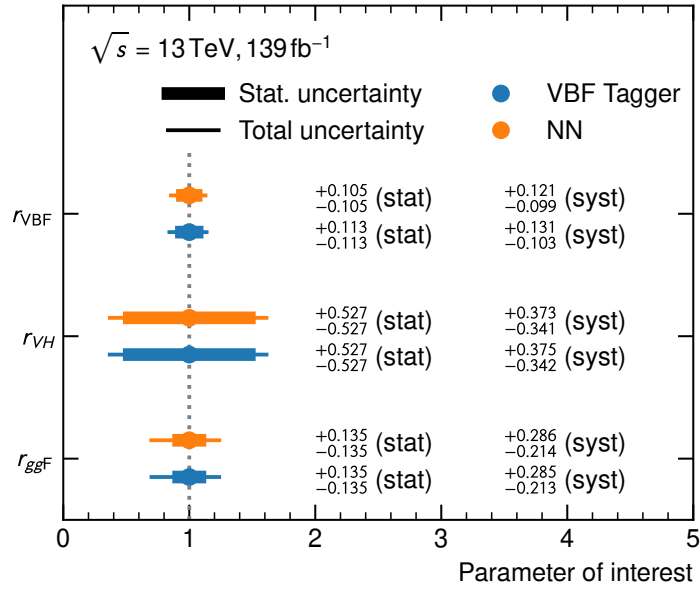 √s = 13 TeV, 139 fb⁻¹
Stat. uncertainty VBF Tagger
Total uncertainty NN
r_VBF +0.105 −0.105 (stat) +0.121 −0.099 (syst)
+0.113 −0.113 (stat) +0.131 −0.103 (syst)
r_VH +0.527 −0.527 (stat) +0.373 −0.341 (syst)
+0.527 −0.527 (stat) +0.375 −0.342 (syst)
r_ggF +0.135 −0.135 (stat) +0.286 −0.214 (syst)
+0.135 −0.135 (stat) +0.285 −0.213 (syst)
0 1 2 3 4 5
Parameter of interest